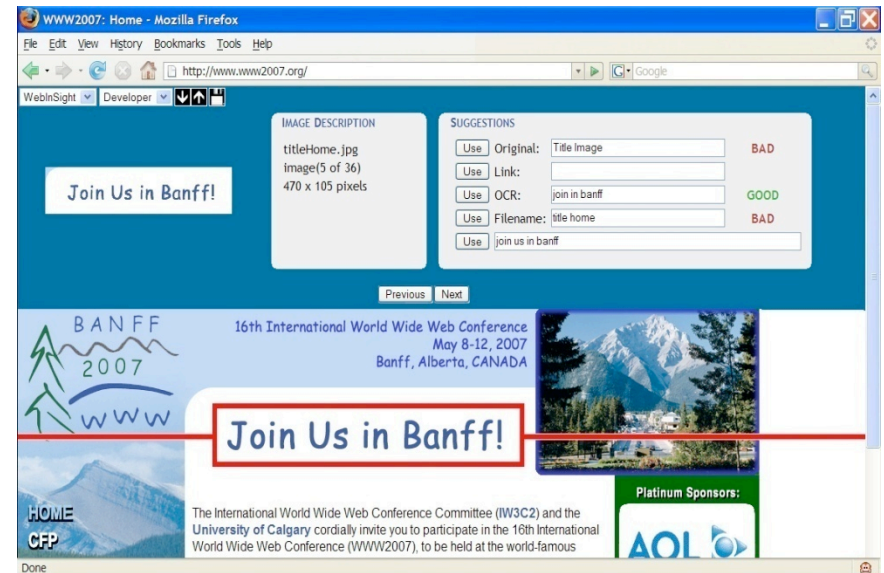 WWW2007: Home - Mozilla Firefox
File Edit View History Bookmarks Tools Help
http://www.www2007.org/
G Google
WebInSight Developer
IMAGE DESCRIPTION
titleHome.jpg
image(5 of 36)
470 x 105 pixels
SUGGESTIONS
Use Original: Title Image BAD
Use Link:
Use OCR: join in banff GOOD
Use Filename: title home BAD
Use join us in banff
Join Us in Banff!
Previous Next
BANFF
2007
WWW
16th International World Wide Web Conference
May 8-12, 2007
Banff, Alberta, CANADA
Join Us in Banff!
HOME
CFP
The International World Wide Web Conference Committee (IW3C2) and the
University of Calgary cordially invite you to participate in the 16th International
World Wide Web Conference (WWW2007), to be held at the world-famous
Platinum Sponsors:
AOL
Done